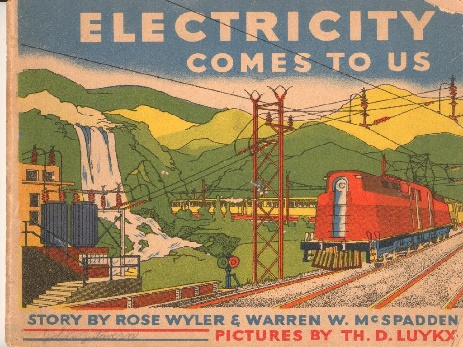 ELECTRICITY
COMES TO US
STORY BY ROSE WYLER & WARREN W. McSPADDEN
PICTURES BY TH. D. LUYKX